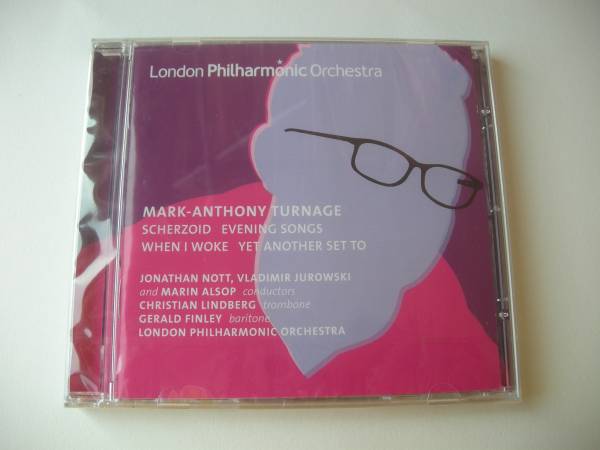 London Philharmonic Orchestra
MARK-ANTHONY TURNAGE
SCHERZOID EVENING SONGS
WHEN I WOKE YET ANOTHER SET TO
JONATHAN NOTT, VLADIMIR JUROWSKI
and MARIN ALSOP conductors
CHRISTIAN LINDBERG trombone
GERALD FINLEY baritone
LONDON PHILHARMONIC ORCHESTRA